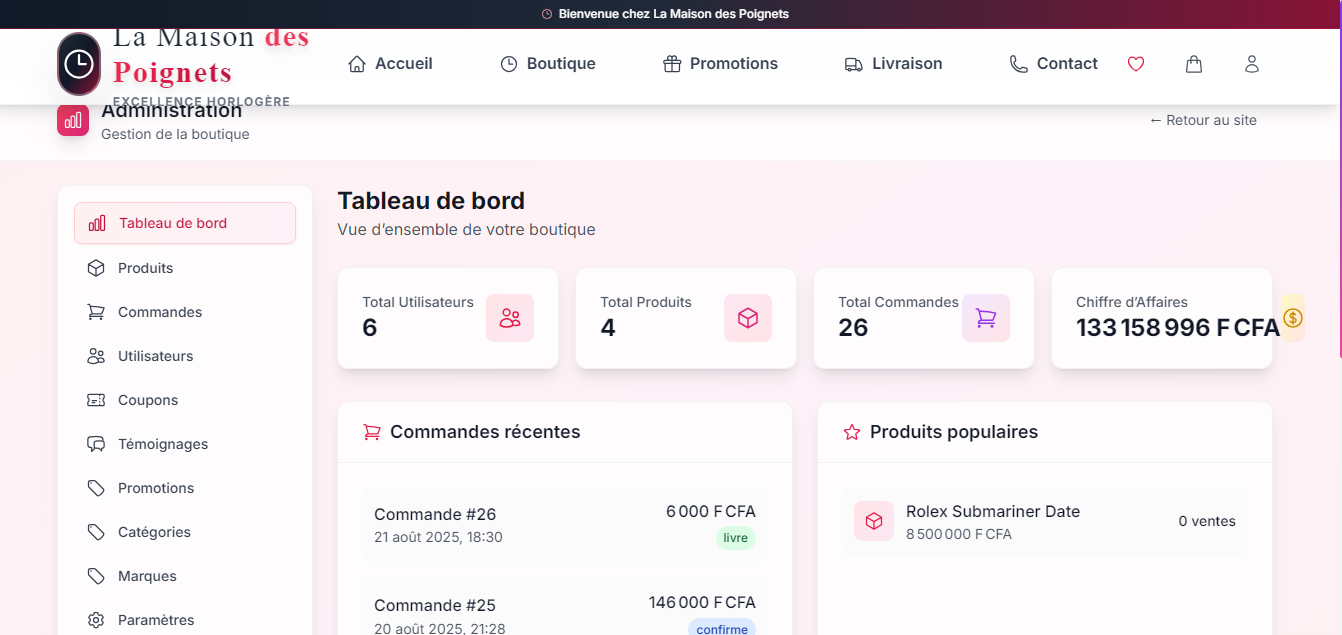 Bienvenue chez La Maison des Poignets
La Maison des
Poignets
EXCELLENCE HORLOGÈRE
Accueil
Boutique
Promotions
Livraison
Contact
Administration
Gestion de la boutique
← Retour au site
Tableau de bord
Produits
Commandes
Utilisateurs
Coupons
Témoignages
Promotions
Catégories
Marques
Paramètres
Tableau de bord
Vue d’ensemble de votre boutique
Total Utilisateurs
6
Total Produits
4
Total Commandes
26
Chiffre d’Affaires
133 158 996 F CFA
Commandes récentes
Commande #26
6 000 F CFA
21 août 2025, 18:30
livre
Commande #25
146 000 F CFA
20 août 2025, 21:28
confirme
Produits populaires
Rolex Submariner Date
8 500 000 F CFA
0 ventes